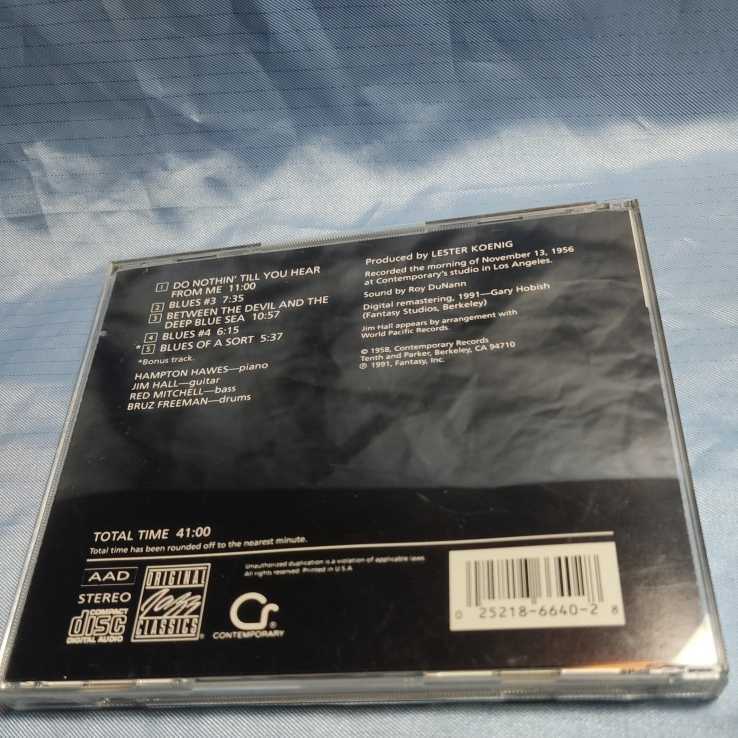 1 DO NOTHIN' TILL YOU HEAR
FROM ME 11:00
2 BLUES #3 7:35
3 BETWEEN THE DEVIL AND THE
DEEP BLUE SEA 10:57
4 BLUES #4 6:15
*5 BLUES OF A SORT 5:37
*Bonus track.
HAMPTON HAWES—piano
JIM HALL—guitar
RED MITCHELL—bass
BRUZ FREEMAN—drums
Produced by LESTER KOENIG
Recorded the morning of November 13, 1956
at Contemporary's studio in Los Angeles.
Sound by Roy DuNann
Digital remastering, 1991—Gary Hobish
(Fantasy Studios, Berkeley)
Jim Hall appears by arrangement with
World Pacific Records.
© 1958, Contemporary Records
Tenth and Parker, Berkeley, CA 94710
℗ 1991, Fantasy, Inc.
TOTAL TIME 41:00
Total time has been rounded off to the nearest minute.
AAD
STEREO
COMPACT
disc
DIGITAL AUDIO
ORIGINAL
Jazz
CLASSICS®
Cr
CONTEMPORARY
Unauthorized duplication is a violation of applicable laws.
All rights reserved. Printed in U.S.A.
0 25218-6640-2 8